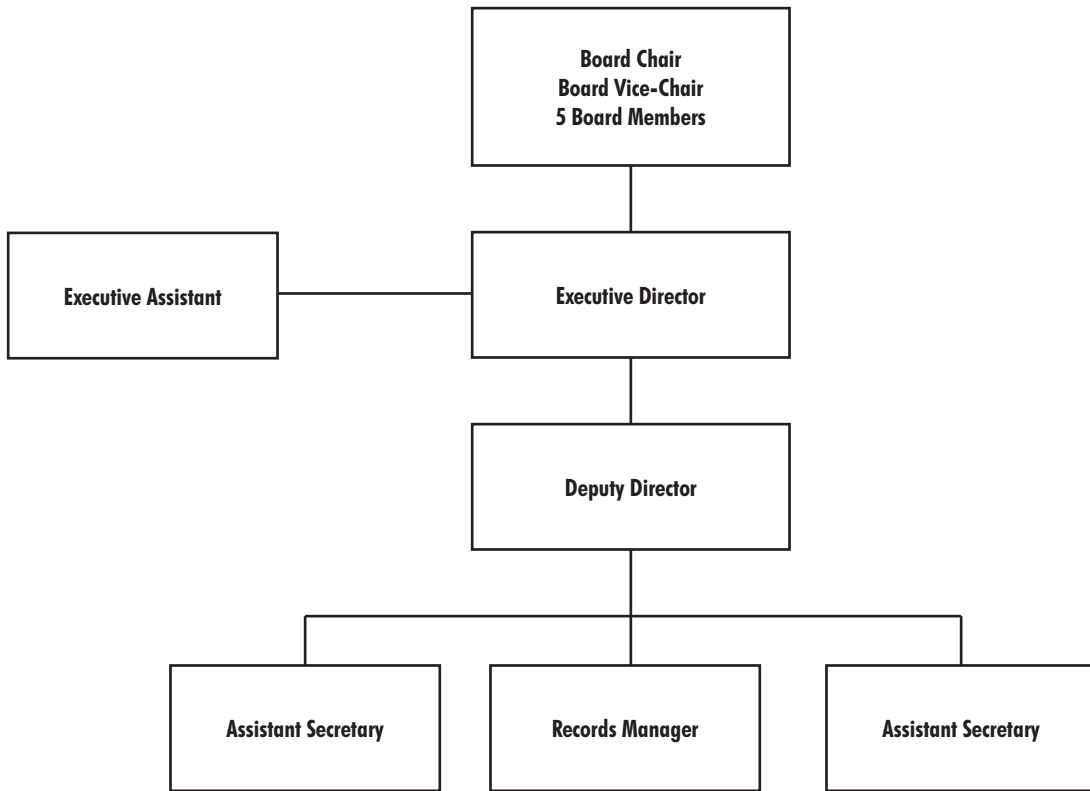 Board Chair
Board Vice-Chair
5 Board Members
Executive Assistant
Executive Director
Deputy Director
Assistant Secretary
Records Manager
Assistant Secretary